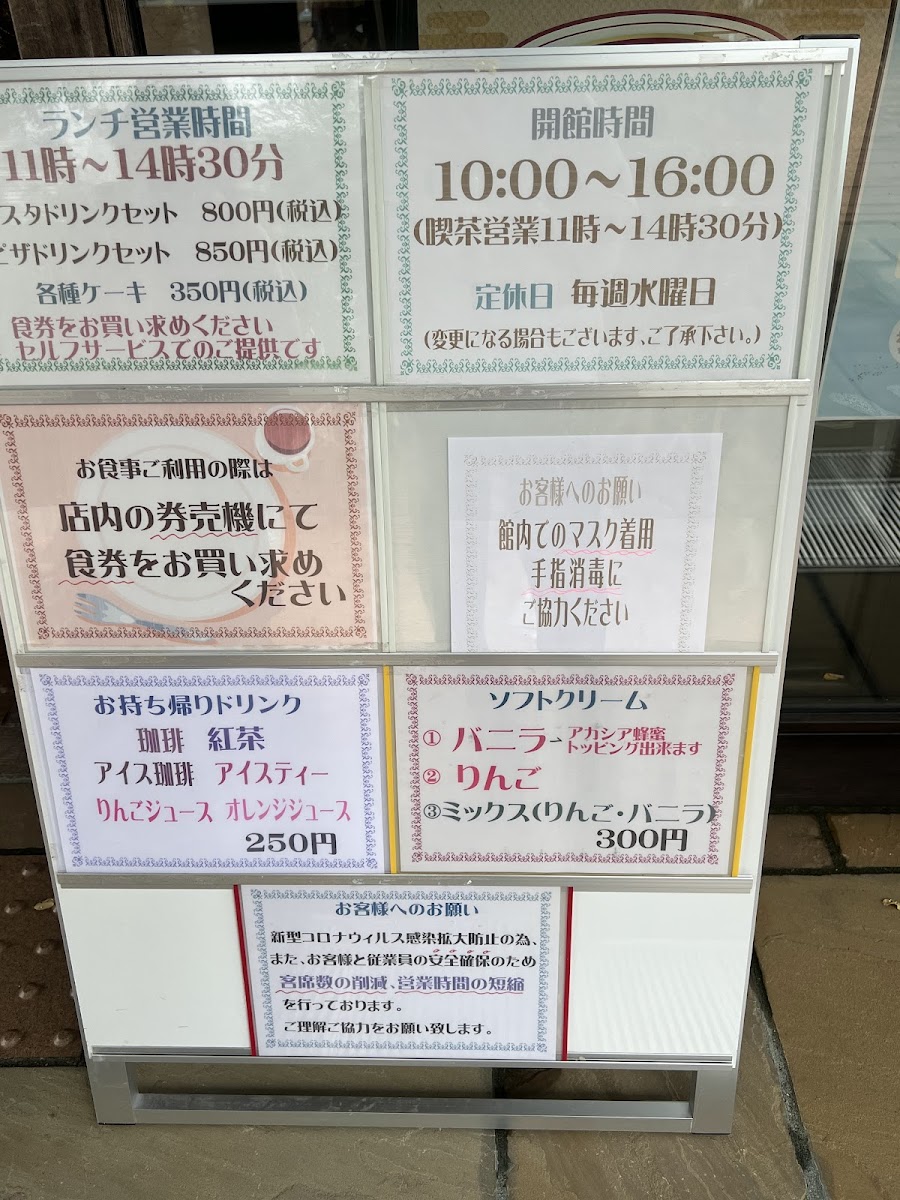 ランチ営業時間
11時〜14時30分
スタドリンクセット 800円(税込)
ピザドリンクセット 850円(税込)
各種ケーキ 350円(税込)
食券をお買い求めください
セルフサービスでのご提供です
開館時間
10:00〜16:00
(喫茶営業11時〜14時30分)
定休日 毎週水曜日
(変更になる場合もございます、ご了承下さい。)
お食事ご利用の際は
店内の券売機にて
食券をお買い求め
ください
お客様へのお願い
館内でのマスク着用
手指消毒に
ご協力ください
お持ち帰りドリンク
珈琲 紅茶
アイス珈琲 アイスティー
りんごジュース オレンジジュース
250円
ソフトクリーム
①バニラ→アカシア蜂蜜
トッピング出来ます
②りんご
③ミックス(りんご・バニラ)
300円
お客様へのお願い
新型コロナウィルス感染拡大防止の為、
また、お客様と従業員の安全確保のため
客席数の削減、営業時間の短縮
を行っております。
ご理解ご協力をお願い致します。